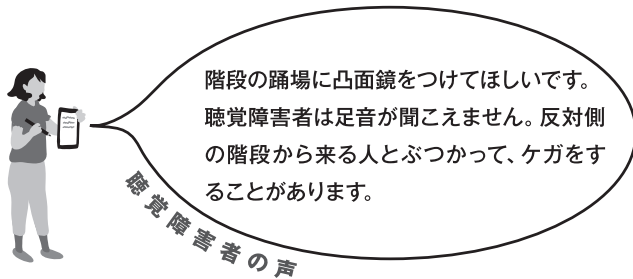 階段の踊場に凸面鏡をつけてほしいです。
聴覚障害者は足音が聞こえません。反対側
の階段から来る人とぶつかって、ケガをす
ることがあります。
聴覚障害者の声